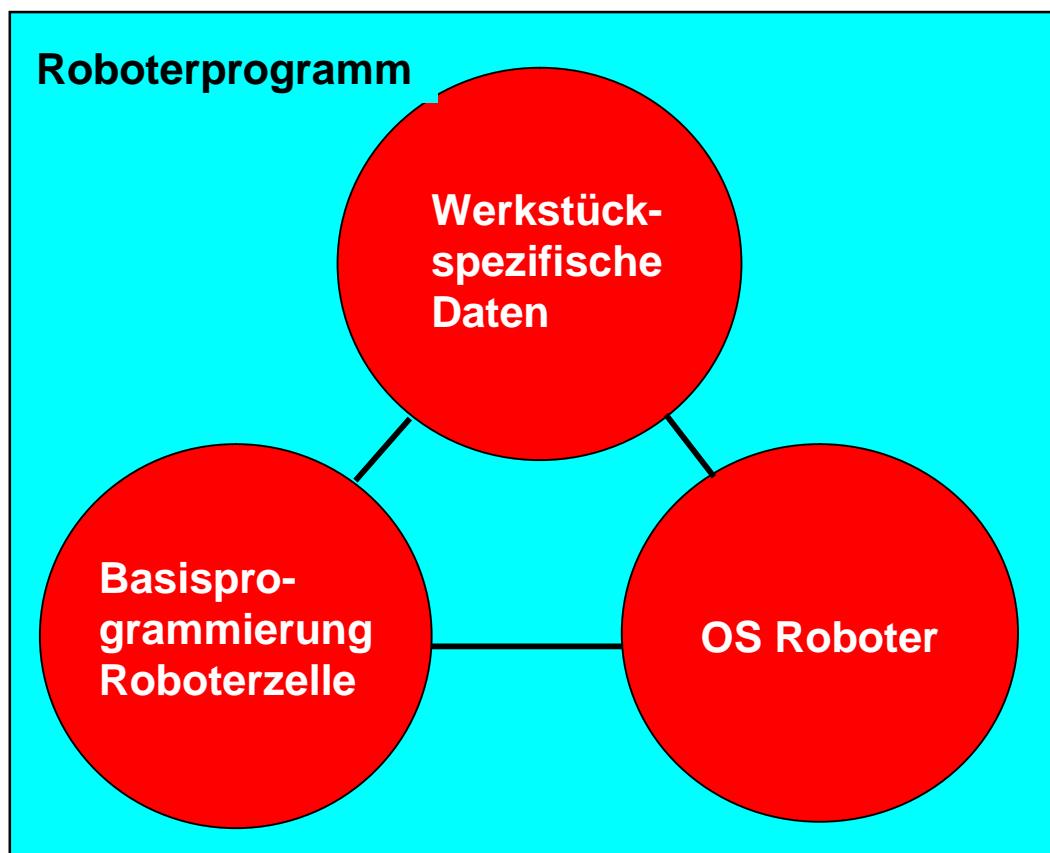 Roboterprogramm
Werkstück-
spezifische
Daten
Basispro-
grammierung
Roboterzelle
OS Roboter